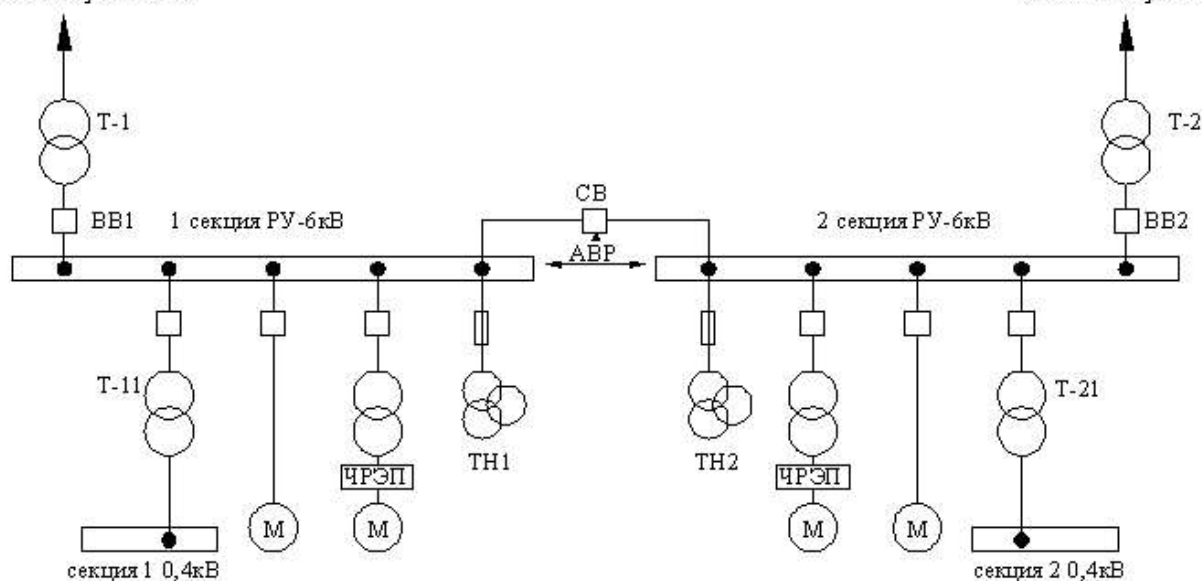 Т-1
Т-2
СВ
ВВ1
1 секция РУ-6кВ
2 секция РУ-6кВ
ВВ2
АВР
Т-11
Т-21
ТН1
ТН2
ЧРЭП
ЧРЭП
М
М
М
М
секция 1 0,4кВ
секция 2 0,4кВ